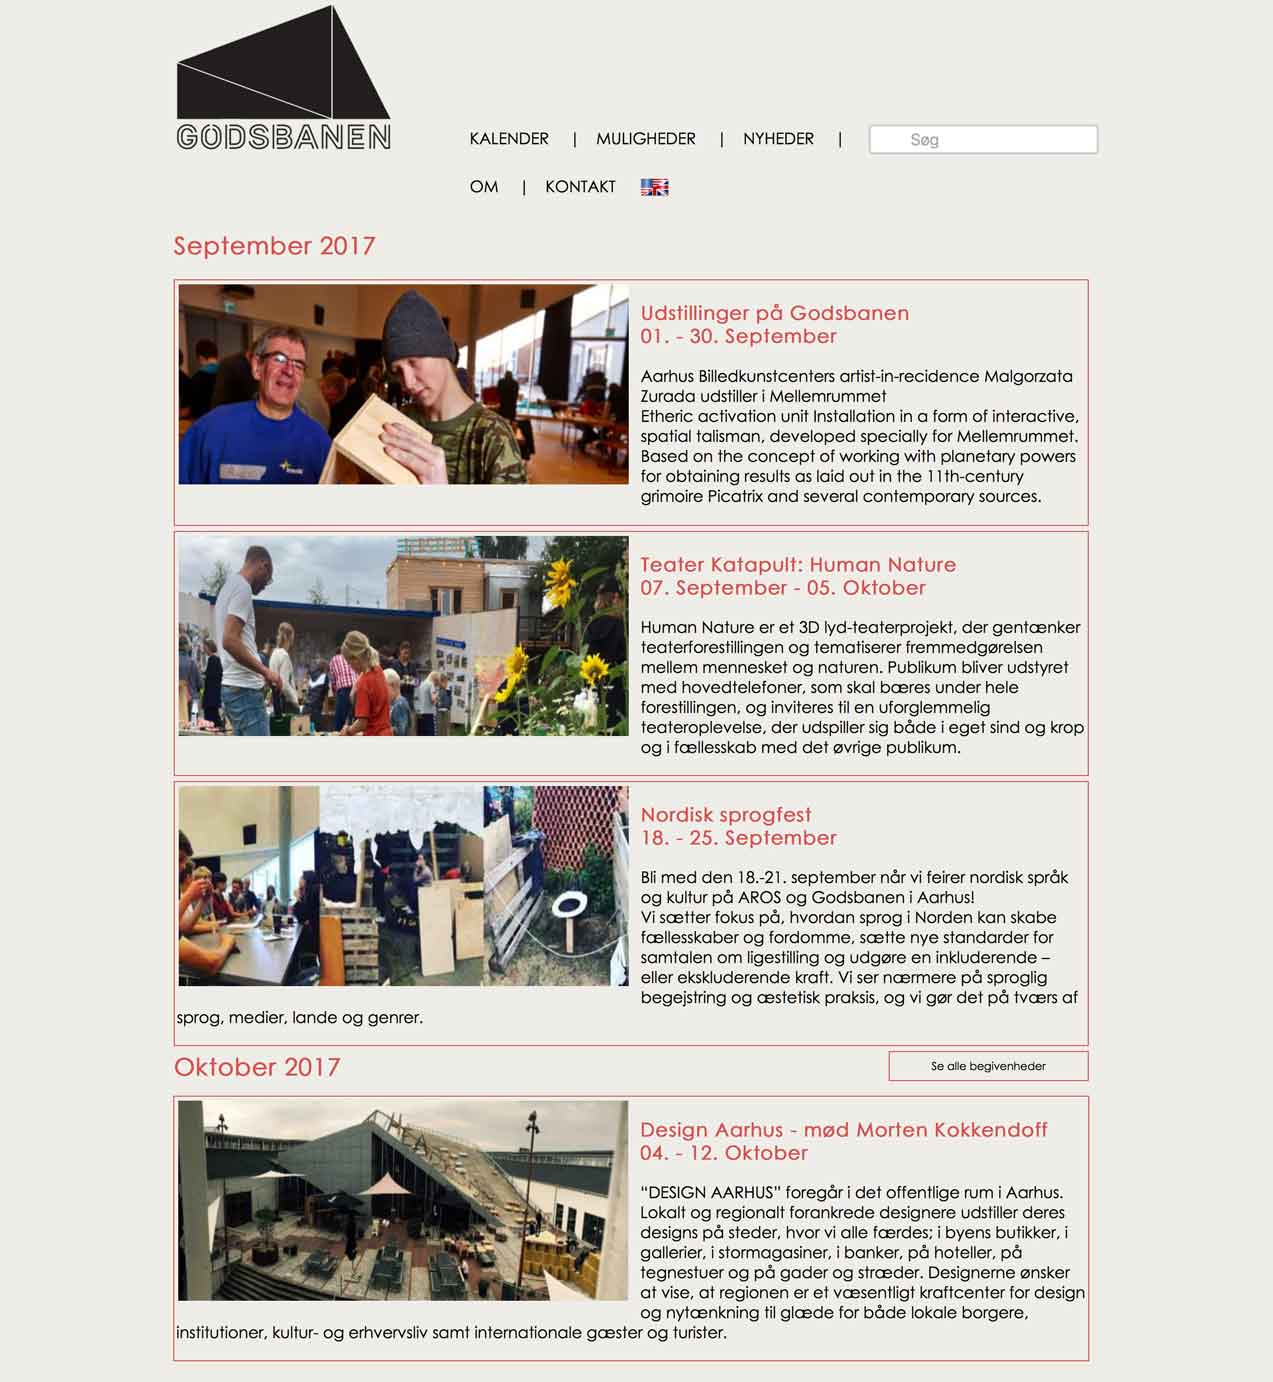 GODSBANEN
KALENDER | MULIGHEDER | NYHEDER | Søg
OM | KONTAKT
September 2017
Udstillinger på Godsbanen
01. - 30. September
Aarhus Billedkunstcenters artist-in-recidence Malgorzata
Zurada udstiller i Mellemrummet
Etheric activation unit Installation in a form of interactive,
spatial talisman, developed specially for Mellemrummet.
Based on the concept of working with planetary powers
for obtaining results as laid out in the 11th-century
grimoire Picatrix and several contemporary sources.
Teater Katapult: Human Nature
07. September - 05. Oktober
Human Nature er et 3D lyd-teaterprojekt, der gentænker
teaterforestillingen og tematiserer fremmedgørelsen
mellem mennesket og naturen. Publikum bliver udstyret
med hovedtelefoner, som skal bæres under hele
forestillingen, og inviteres til en uforglemmelig
teateroplevelse, der udspiller sig både i eget sind og krop
og i fællesskab med det øvrige publikum.
Nordisk sprogfest
18. - 25. September
Bli med den 18.-21. september når vi feirer nordisk språk
og kultur på AROS og Godsbanen i Aarhus!
Vi sætter fokus på, hvordan sprog i Norden kan skabe
fællesskaber og fordomme, sætte nye standarder for
samtalen om ligestilling og udgøre en inkluderende –
eller ekskluderende kraft. Vi ser nærmere på sproglig
begejstring og æstetisk praksis, og vi gør det på tværs af
sprog, medier, lande og genrer.
Oktober 2017
Se alle begivenheder
Design Aarhus - mød Morten Kokkendoff
04. - 12. Oktober
“DESIGN AARHUS” foregår i det offentlige rum i Aarhus.
Lokalt og regionalt forankrede designere udstiller deres
designs på steder, hvor vi alle færdes; i byens butikker, i
gallerier, i stormagasiner, i banker, på hoteller, på
tegnestuer og på gader og stræder. Designerne ønsker
at vise, at regionen er et væsentligt kraftcenter for design
og nytænkning til glæde for både lokale borgere,
institutioner, kultur- og erhvervsliv samt internationale gæster og turister.